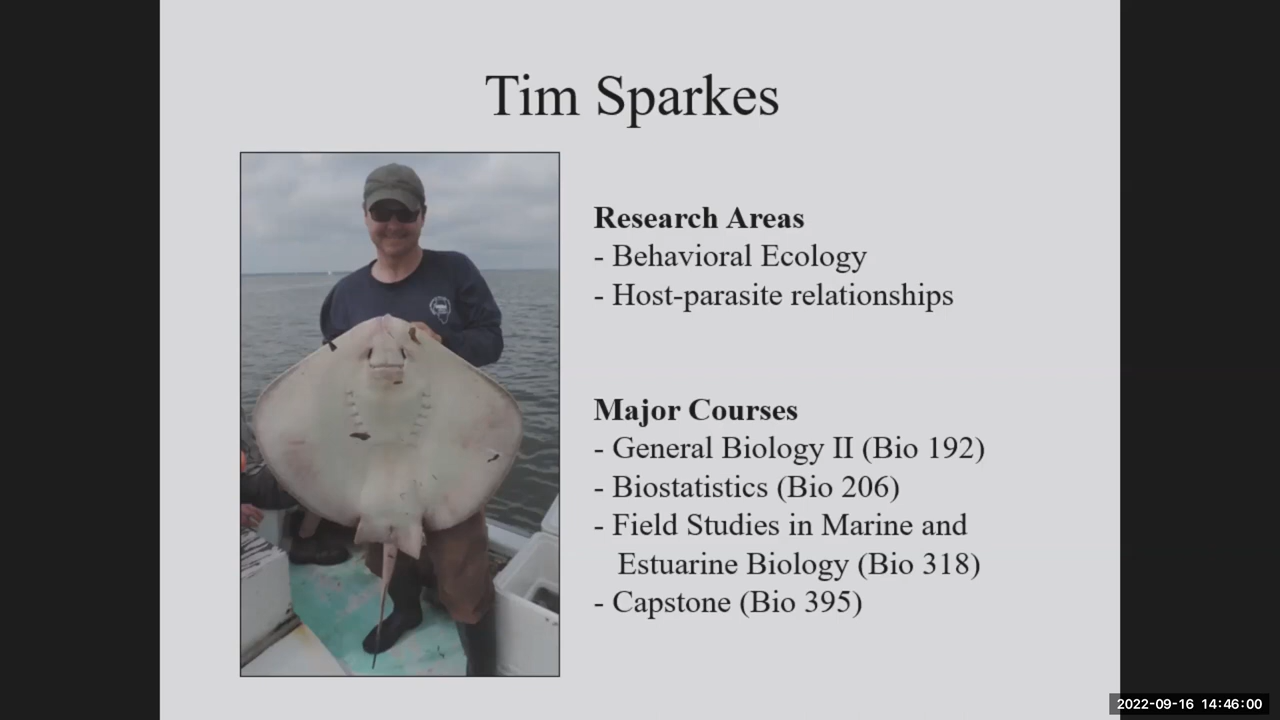 Tim Sparkes
Research Areas
- Behavioral Ecology
- Host-parasite relationships
Major Courses
- General Biology II (Bio 192)
- Biostatistics (Bio 206)
- Field Studies in Marine and
Estuarine Biology (Bio 318)
- Capstone (Bio 395)
2022-09-16 14:46:00